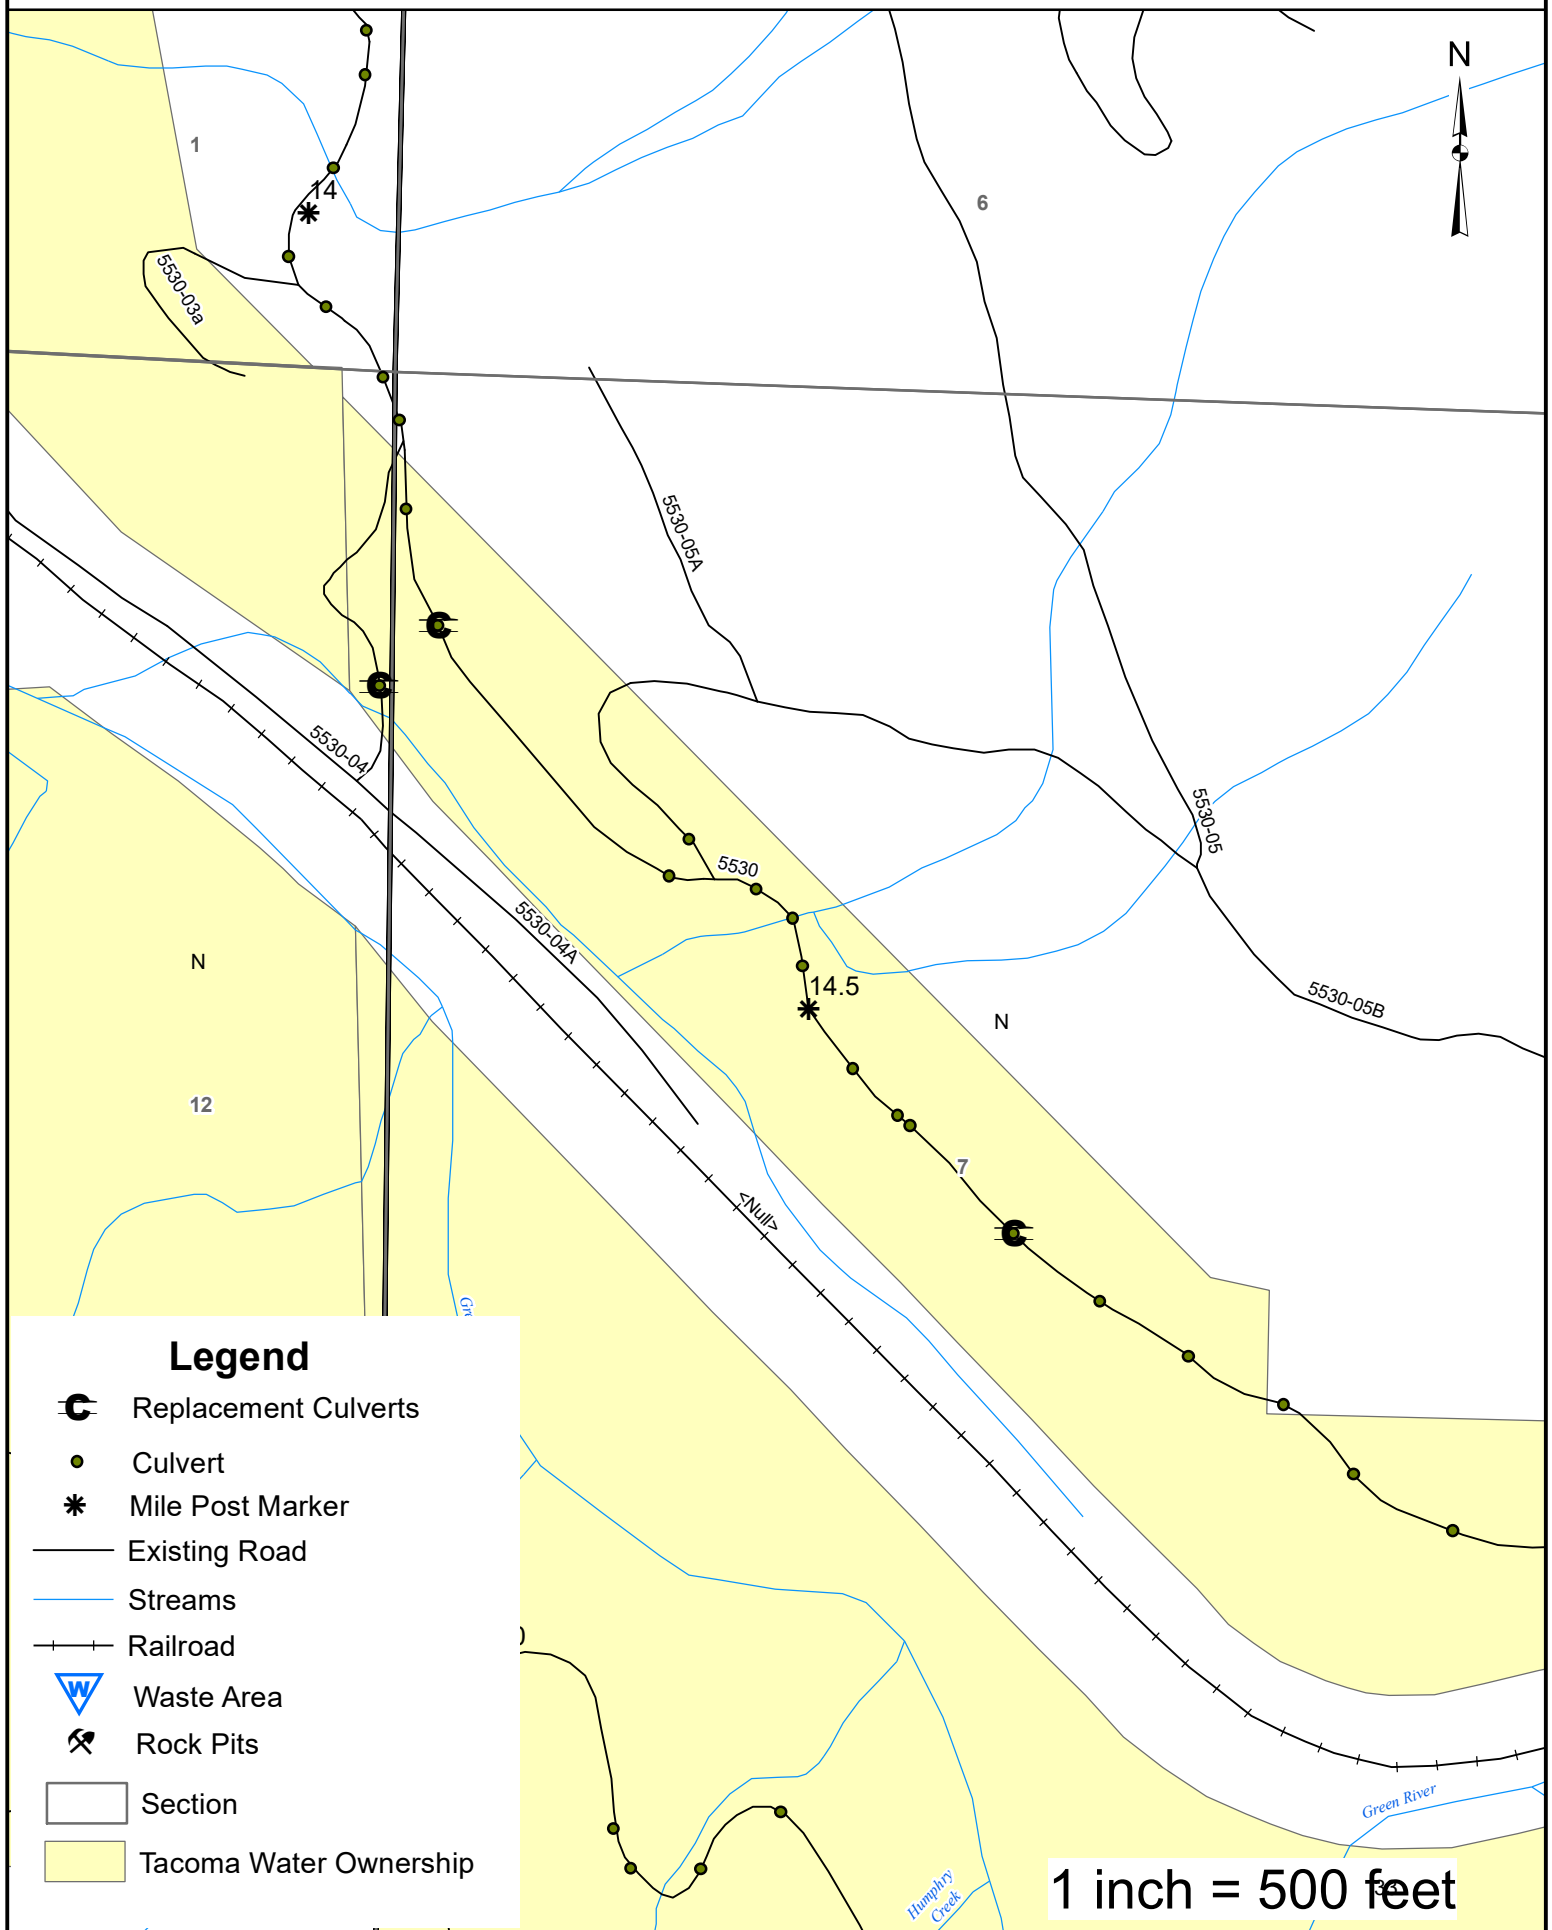 N
1
14
6
5530-03a
5530-05A
5530-04
5530-05
5530
5530-04A
N
14.5
5530-05B
N
12
7
<Null>
Legend
Replacement Culverts
Culvert
Mile Post Marker
Existing Road
Streams
Railroad
W
Waste Area
Rock Pits
Section
Tacoma Water Ownership
Green River
Humphry
Creek
1 inch = 500 feet